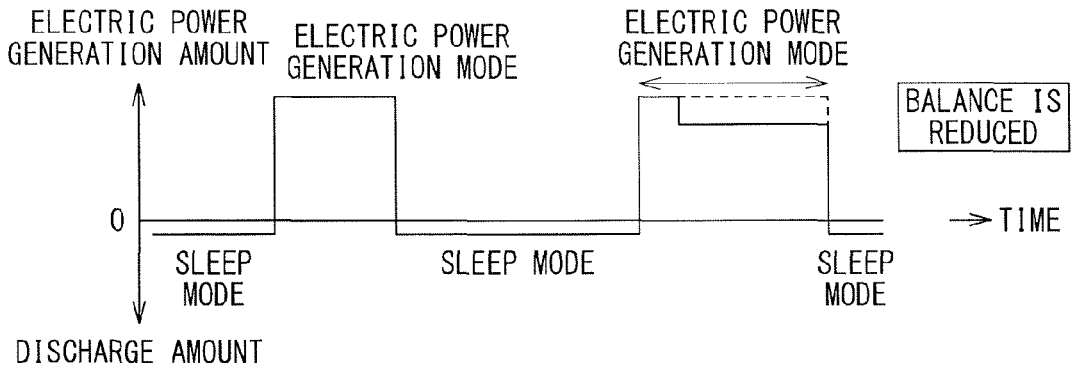 ELECTRIC POWER
GENERATION AMOUNT
ELECTRIC POWER
GENERATION MODE
ELECTRIC POWER
GENERATION MODE
BALANCE IS
REDUCED
0
TIME
SLEEP
MODE
SLEEP MODE
SLEEP
MODE
DISCHARGE AMOUNT